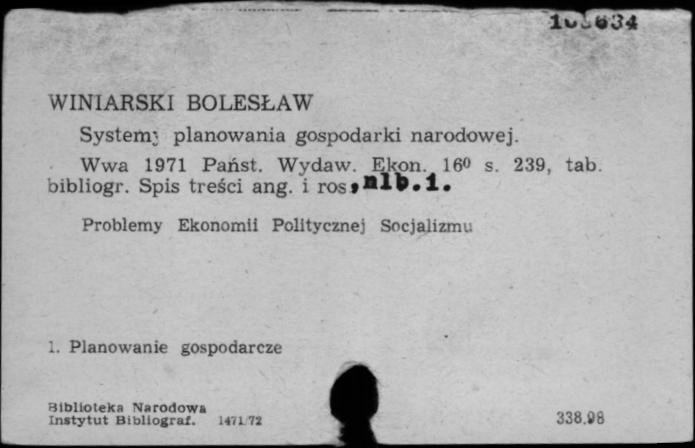 WINIARSKI BOLESŁAW
Systemy planowania gospodarki narodowej.
Wwa 1971 Państ. Wydaw. Ekon. 16⁰ s. 239, tab.
bibliogr. Spis treści ang. i ros, nlb.1.
Problemy Ekonomii Politycznej Socjalizmu
1. Planowanie gospodarcze
Biblioteka Narodowa
Instytut Bibliograf. 1471/72
338.98